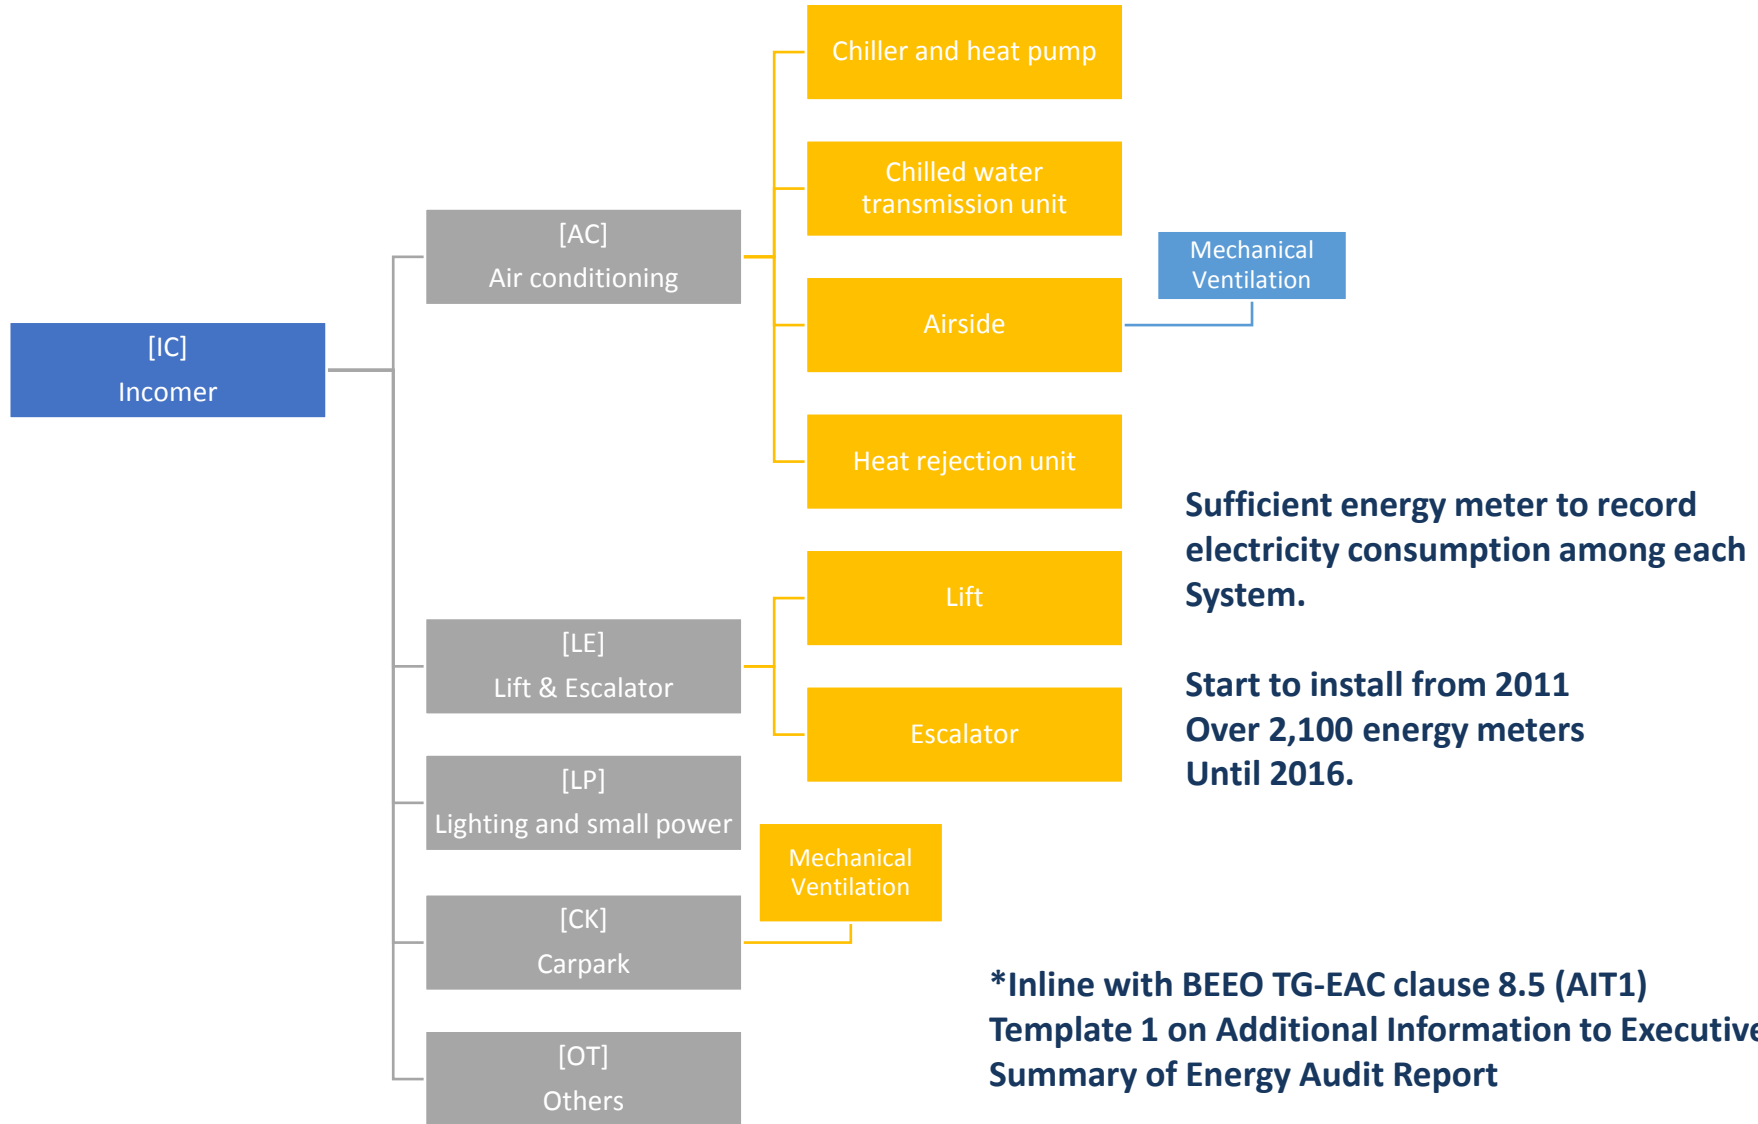 [IC]
Incomer
[AC]
Air conditioning
Chiller and heat pump
Chilled water
transmission unit
Airside
Mechanical
Ventilation
Heat rejection unit
[LE]
Lift & Escalator
Lift
Escalator
[LP]
Lighting and small power
[CK]
Carpark
Mechanical
Ventilation
[OT]
Others
Sufficient energy meter to record
electricity consumption among each
System.
Start to install from 2011
Over 2,100 energy meters
Until 2016.
*Inline with BEEO TG-EAC clause 8.5 (AIT1)
Template 1 on Additional Information to Executive
Summary of Energy Audit Report